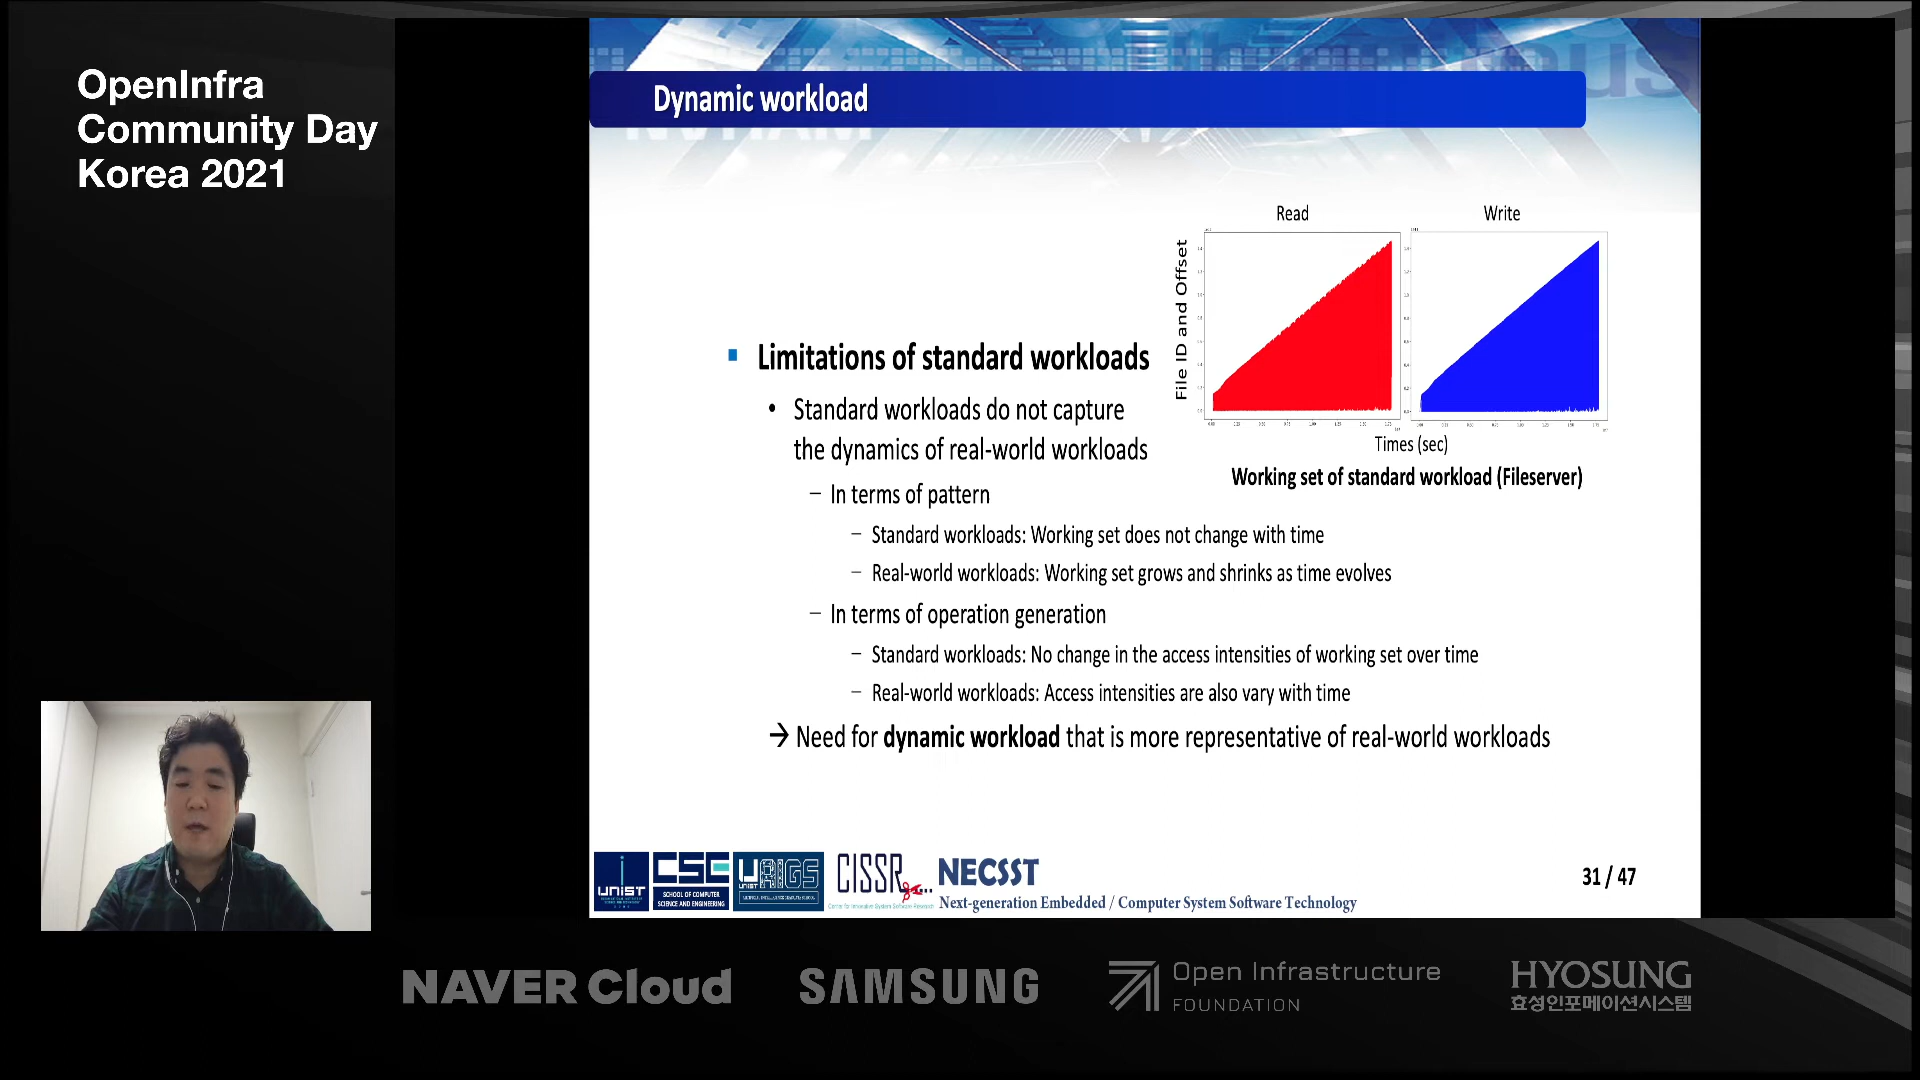 OpenInfra
Community Day
Korea 2021
Dynamic workload
Read
Write
File ID and Offset
Times (sec)
Working set of standard workload (Fileserver)
Limitations of standard workloads
• Standard workloads do not capture
the dynamics of real-world workloads
– In terms of pattern
– Standard workloads: Working set does not change with time
– Real-world workloads: Working set grows and shrinks as time evolves
– In terms of operation generation
– Standard workloads: No change in the access intensities of working set over time
– Real-world workloads: Access intensities are also vary with time
→ Need for dynamic workload that is more representative of real-world workloads
UNIST
CSE
SCHOOL OF COMPUTER
SCIENCE AND ENGINEERING
UNIST
CISSR
Center for Innovative System Software Research
NECSST
Next-generation Embedded / Computer System Software Technology
31 / 47
NAVER Cloud
SAMSUNG
Open Infrastructure
FOUNDATION
HYOSUNG
효성인포메이션시스템